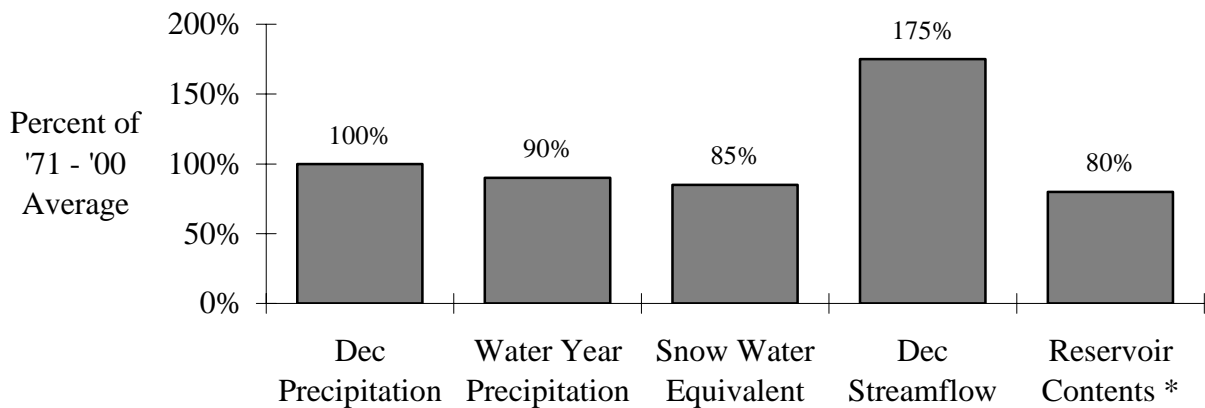 200%
150%
100%
50%
0%
Percent of
'71 - '00
Average
100%
90%
85%
175%
80%
Dec
Precipitation
Water Year
Precipitation
Snow Water
Equivalent
Dec
Streamflow
Reservoir
Contents *